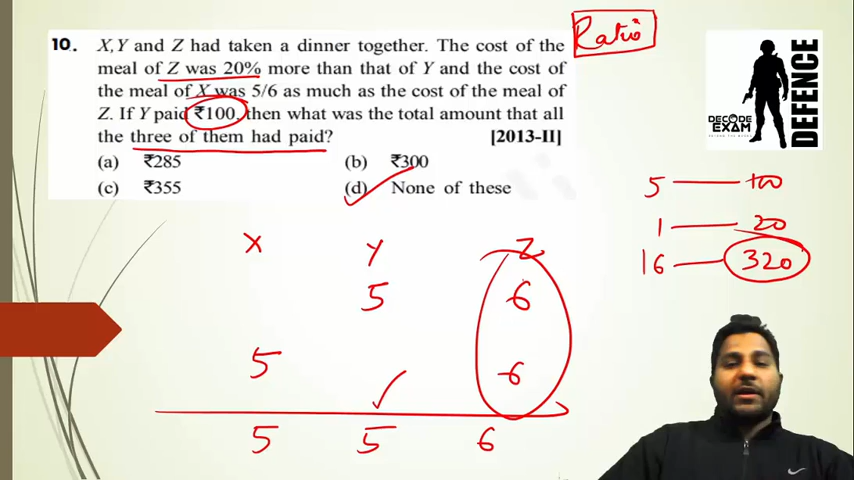 10. X, Y and Z had taken a dinner together. The cost of the
meal of Z was 20% more than that of Y and the cost of
the meal of X was 5/6 as much as the cost of the meal of
Z. If Y paid ₹100, then what was the total amount that all
the three of them had paid? [2013-II]
(a) ₹285 (b) ₹300
(c) ₹355 (d) None of these
Ratio
DECODE
EXAM
DEFENCE
5 — 100
1 — 20
16 — 320
X Y Z
5 6
5 6
5 5 6